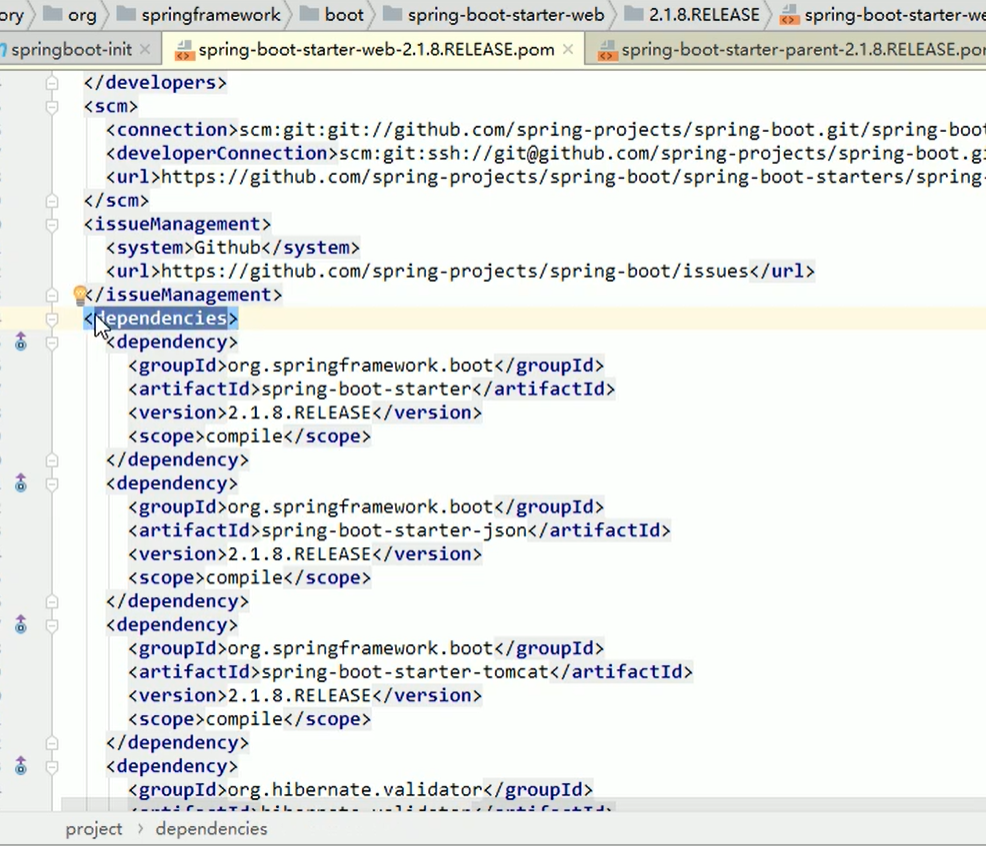 ory org springframework boot spring-boot-starter-web 2.1.8.RELEASE spring-boot-starter-we
springboot-init × spring-boot-starter-web-2.1.8.RELEASE.pom × spring-boot-starter-parent-2.1.8.RELEASE.pom
</developers>
<scm>
<connection>scm:git:git://github.com/spring-projects/spring-boot.git/spring-boot
<developerConnection>scm:git:ssh://git@github.com/spring-projects/spring-boot.gi
<url>https://github.com/spring-projects/spring-boot/spring-boot-starters/spring-
</scm>
<issueManagement>
<system>Github</system>
<url>https://github.com/spring-projects/spring-boot/issues</url>
</issueManagement>
<dependencies>
<dependency>
<groupId>org.springframework.boot</groupId>
<artifactId>spring-boot-starter</artifactId>
<version>2.1.8.RELEASE</version>
<scope>compile</scope>
</dependency>
<dependency>
<groupId>org.springframework.boot</groupId>
<artifactId>spring-boot-starter-json</artifactId>
<version>2.1.8.RELEASE</version>
<scope>compile</scope>
</dependency>
<dependency>
<groupId>org.springframework.boot</groupId>
<artifactId>spring-boot-starter-tomcat</artifactId>
<version>2.1.8.RELEASE</version>
<scope>compile</scope>
</dependency>
<dependency>
<groupId>org.hibernate.validator</groupId>
<artifactId>hibernate-validator</artifactId>
project › dependencies